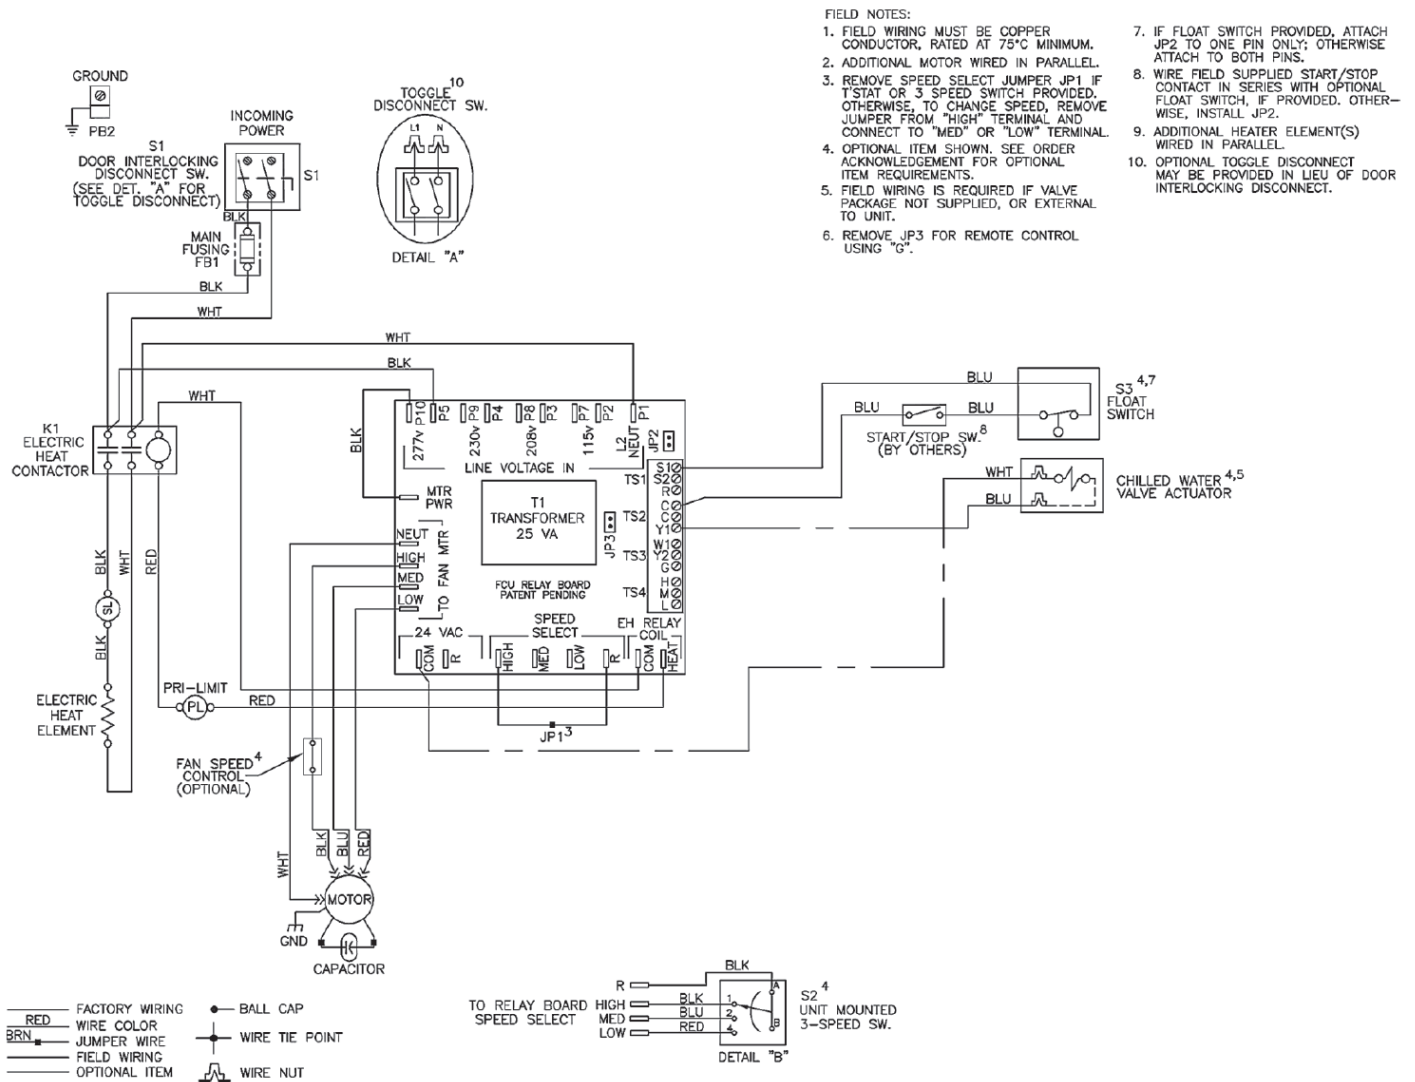 FIELD NOTES:
1. FIELD WIRING MUST BE COPPER
CONDUCTOR, RATED AT 75°C MINIMUM.
2. ADDITIONAL MOTOR WIRED IN PARALLEL.
3. REMOVE SPEED SELECT JUMPER JP1 IF
T'STAT OR 3 SPEED SWITCH PROVIDED.
OTHERWISE, TO CHANGE SPEED, REMOVE
JUMPER FROM "HIGH" TERMINAL AND
CONNECT TO "MED" OR "LOW" TERMINAL.
4. OPTIONAL ITEM SHOWN. SEE ORDER
ACKNOWLEDGEMENT FOR OPTIONAL
ITEM REQUIREMENTS.
5. FIELD WIRING IS REQUIRED IF VALVE
PACKAGE NOT SUPPLIED, OR EXTERNAL
TO UNIT.
6. REMOVE JP3 FOR REMOTE CONTROL
USING "G".
7. IF FLOAT SWITCH PROVIDED, ATTACH
JP2 TO ONE PIN ONLY; OTHERWISE
ATTACH TO BOTH PINS.
8. WIRE FIELD SUPPLIED START/STOP
CONTACT IN SERIES WITH OPTIONAL
FLOAT SWITCH, IF PROVIDED. OTHER-
WISE, INSTALL JP2.
9. ADDITIONAL HEATER ELEMENT(S)
WIRED IN PARALLEL.
10. OPTIONAL TOGGLE DISCONNECT
MAY BE PROVIDED IN LIEU OF DOOR
INTERLOCKING DISCONNECT.
GROUND
PB2
INCOMING
POWER
S1
DOOR INTERLOCKING
DISCONNECT SW.
(SEE DET. "A" FOR
TOGGLE DISCONNECT)
S1
BLK
MAIN
FUSING
FB1
BLK
WHT
TOGGLE 10
DISCONNECT SW.
L1 N
DETAIL "A"
WHT
BLK
WHT
K1
ELECTRIC
HEAT
CONTACTOR
BLK
WHT
RED
SL
BLK
ELECTRIC
HEAT
ELEMENT
PRI-LIMIT
PL
RED
BLK
277v P10
P5
230v P9
P4
208v P8
P3
115v P7
P2
L2 NEUT
P1
JP2
LINE VOLTAGE IN
MTR
PWR
T1
TRANSFORMER
25 VA
JP3
NEUT
HIGH
MED
LOW
TO FAN MTR
FCU RELAY BOARD
PATENT PENDING
TS1
TS2
TS3
TS4
S1
S2
R
C
C
Y1
W1
Y2
G
H
M
L
24 VAC
COM
R
SPEED
SELECT
HIGH
MED
LOW
R
EH RELAY
COIL
COM
HEAT
JP1 3
BLU
BLU
BLU
START/STOP SW. 8
(BY OTHERS)
S3 4,7
FLOAT
SWITCH
WHT
BLU
CHILLED WATER 4,5
VALVE ACTUATOR
FAN SPEED 4
CONTROL
(OPTIONAL)
WHT
BLK
BLU
RED
MOTOR
GND
CAPACITOR
FACTORY WIRING
RED
WIRE COLOR
BRN
JUMPER WIRE
FIELD WIRING
OPTIONAL ITEM
BALL CAP
WIRE TIE POINT
WIRE NUT
TO RELAY BOARD
SPEED SELECT
R
HIGH
MED
LOW
BLK
BLK
BLU
RED
1
2
4
A
B
S2 4
UNIT MOUNTED
3-SPEED SW.
DETAIL "B"